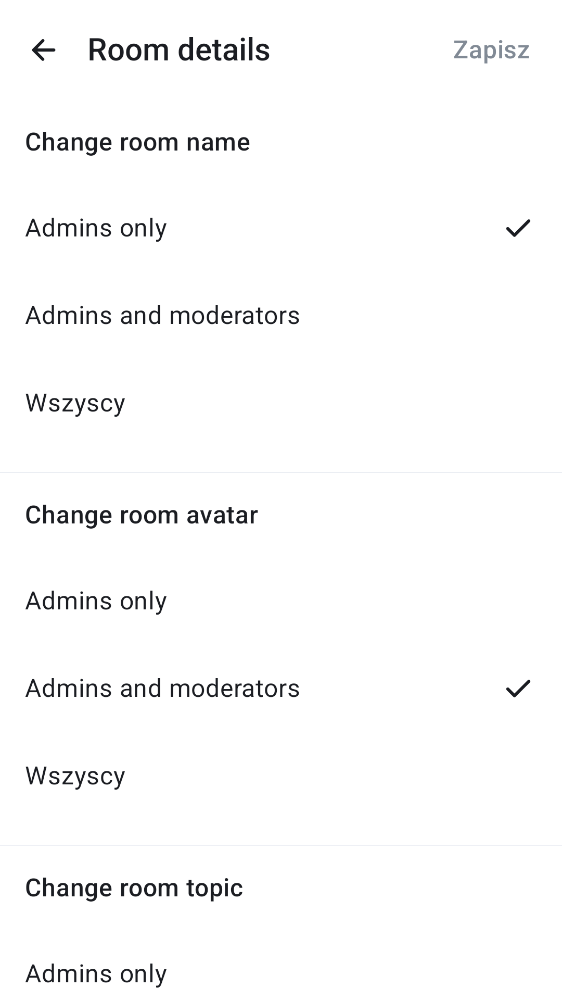 Room details
Zapisz
Change room name
Admins only
Admins and moderators
Wszyscy
Change room avatar
Admins only
Admins and moderators
Wszyscy
Change room topic
Admins only